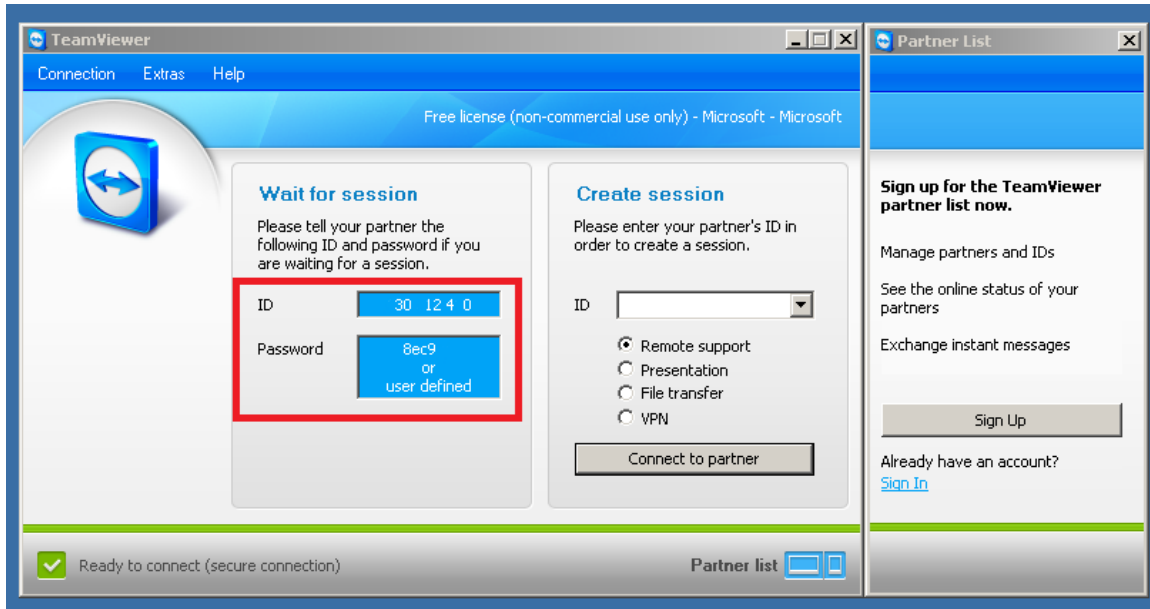 TeamViewer
Connection Extras Help
Free license (non-commercial use only) - Microsoft - Microsoft
Wait for session
Please tell your partner the
following ID and password if you
are waiting for a session.
ID 30 12 4 0
Password 8ec9
or
user defined
Create session
Please enter your partner's ID in
order to create a session.
ID
Remote support
Presentation
File transfer
VPN
Connect to partner
Ready to connect (secure connection)
Partner list
Partner List
Sign up for the TeamViewer
partner list now.
Manage partners and IDs
See the online status of your
partners
Exchange instant messages
Sign Up
Already have an account?
Sign In